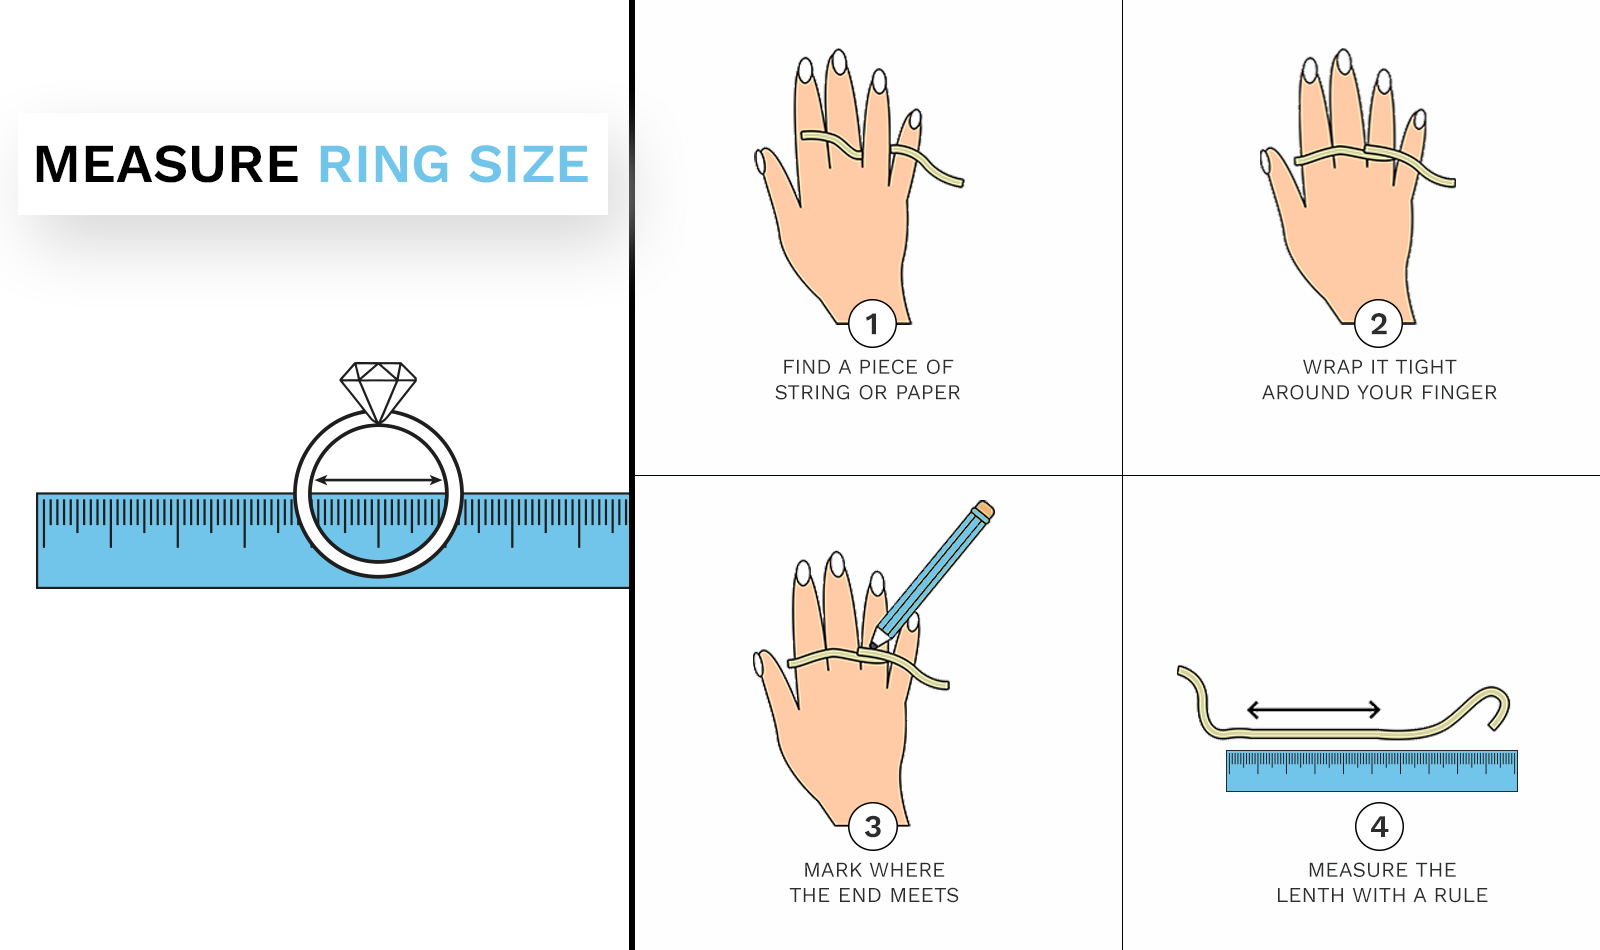 MEASURE RING SIZE
1
FIND A PIECE OF
STRING OR PAPER
2
WRAP IT TIGHT
AROUND YOUR FINGER
3
MARK WHERE
THE END MEETS
4
MEASURE THE
LENTH WITH A RULE